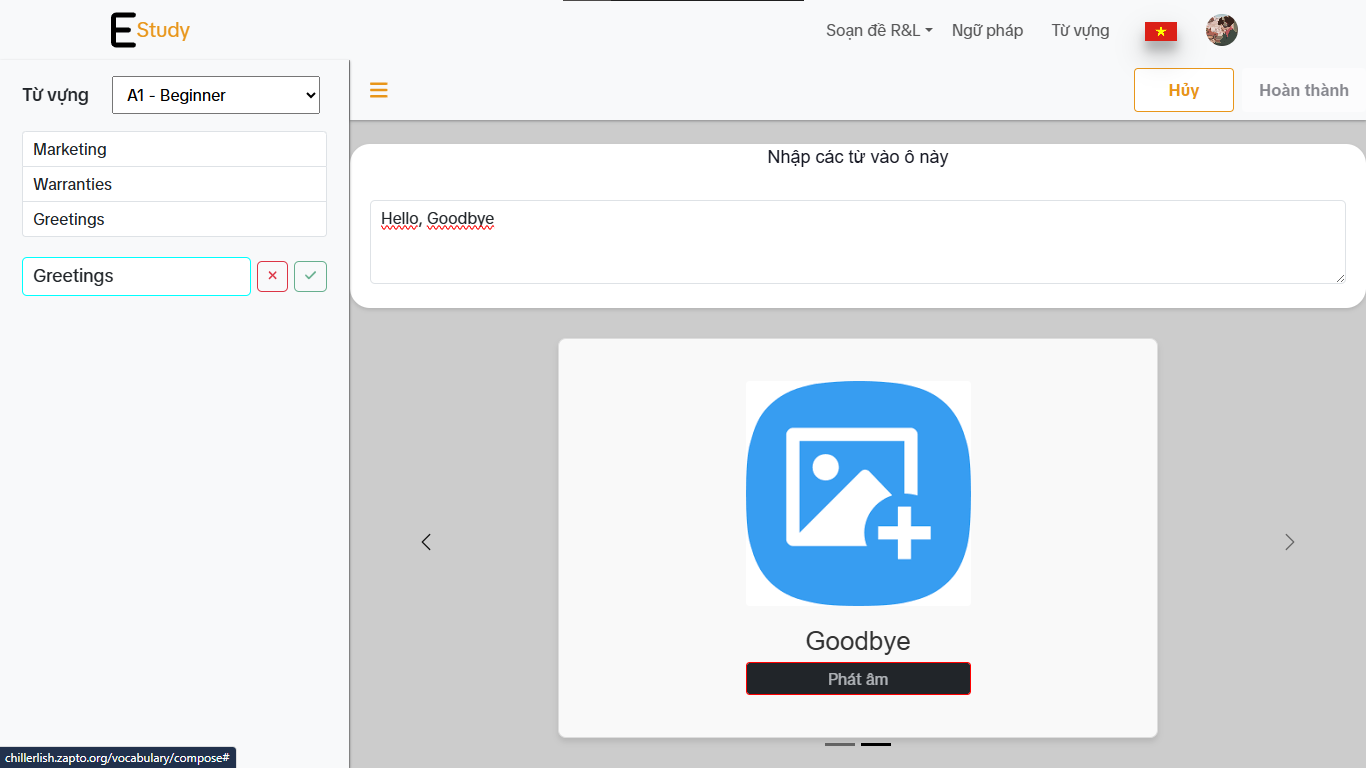 E Study
Soạn đề R&L
Ngữ pháp
Từ vựng
Từ vựng
A1 - Beginner
Hủy
Hoàn thành
Marketing
Warranties
Greetings
Greetings
Nhập các từ vào ô này
Hello, Goodbye
Goodbye
Phát âm
chillerlish.zapto.org/vocabulary/compose#